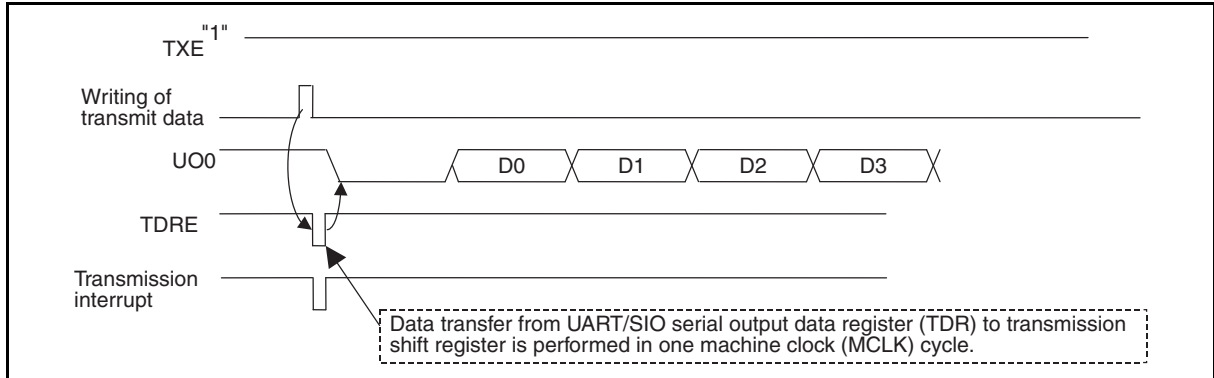 TXE "1"
Writing of
transmit data
UO0
D0 D1 D2 D3
TDRE
Transmission
interrupt
Data transfer from UART/SIO serial output data register (TDR) to transmission
shift register is performed in one machine clock (MCLK) cycle.